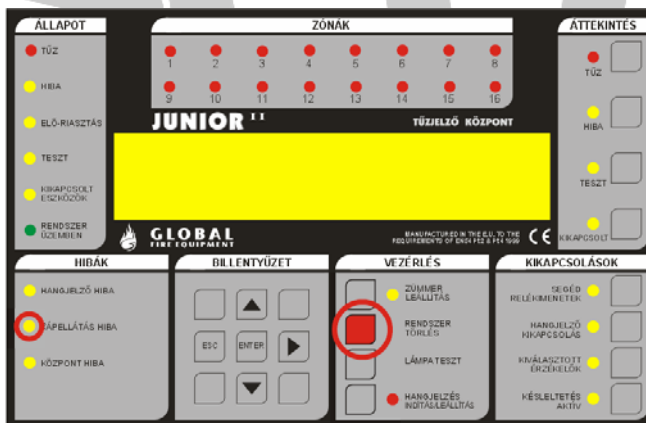 ÁLLAPOT
TŰZ
HIBA
ELŐ-RIASZTÁS
TESZT
KIKAPCSOLT
ESZKÖZÖK
RENDSZER
ÜZEMBEN
ZÓNÁK
1 2 3 4 5 6 7 8
9 10 11 12 13 14 15 16
JUNIOR II
TŰZJELZŐ KÖZPONT
GLOBAL
FIRE EQUIPMENT
MANUFACTURED IN THE E.U. TO THE
REQUIREMENTS OF EN54 PT2 & PT4 1999
CE
ÁTTEKINTÉS
TŰZ
HIBA
TESZT
KIKAPCSOLT
HIBÁK
HANGJELZŐ HIBA
TÁPELLÁTÁS HIBA
KÖZPONT HIBA
BILLENTYŰZET
ESC
ENTER
VEZÉRLÉS
ZÜMMER
LEÁLLÍTÁS
RENDSZER
TÖRLÉS
LÁMPA TESZT
HANGJELZÉS
INDÍTÁS/LEÁLLÍTÁS
KIKAPCSOLÁSOK
SEGÉD
RELÉKIMENETEK
HANGJELZŐ
KIKAPCSOLÁS
KIVÁLASZTOTT
ÉRZÉKELŐK
KÉSLELTETÉS
AKTÍV